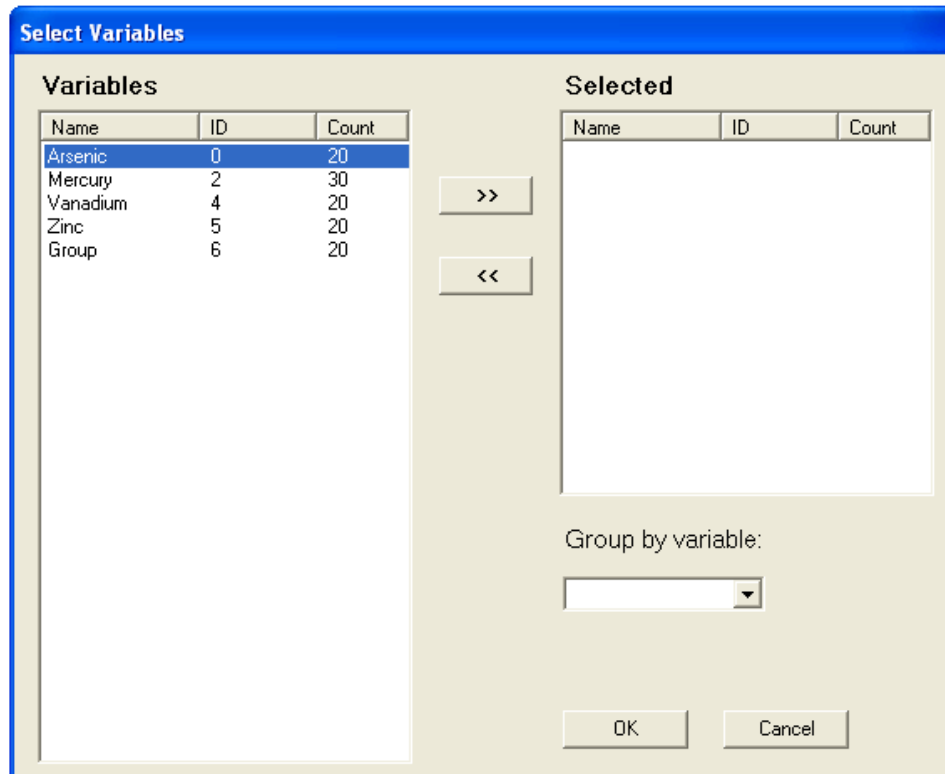 Select Variables
Variables
Name ID Count
Arsenic 0 20
Mercury 2 30
Vanadium 4 20
Zinc 5 20
Group 6 20
>>
<<
Selected
Name ID Count
Group by variable:
OK Cancel